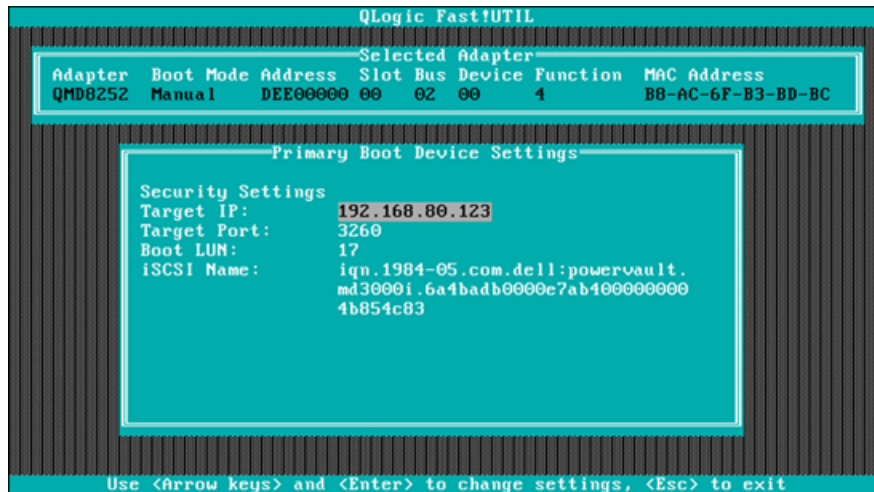 QLogic Fast!UTIL
Selected Adapter
Adapter Boot Mode Address Slot Bus Device Function MAC Address
QMD8252 Manual DEE00000 00 02 00 4 B8-AC-6F-B3-BD-BC
Primary Boot Device Settings
Security Settings
Target IP: 192.168.80.123
Target Port: 3260
Boot LUN: 17
iSCSI Name: iqn.1984-05.com.dell:powervault.
md3000i.6a4badb0000e7ab400000000
4b854c83
Use <Arrow keys> and <Enter> to change settings, <Esc> to exit